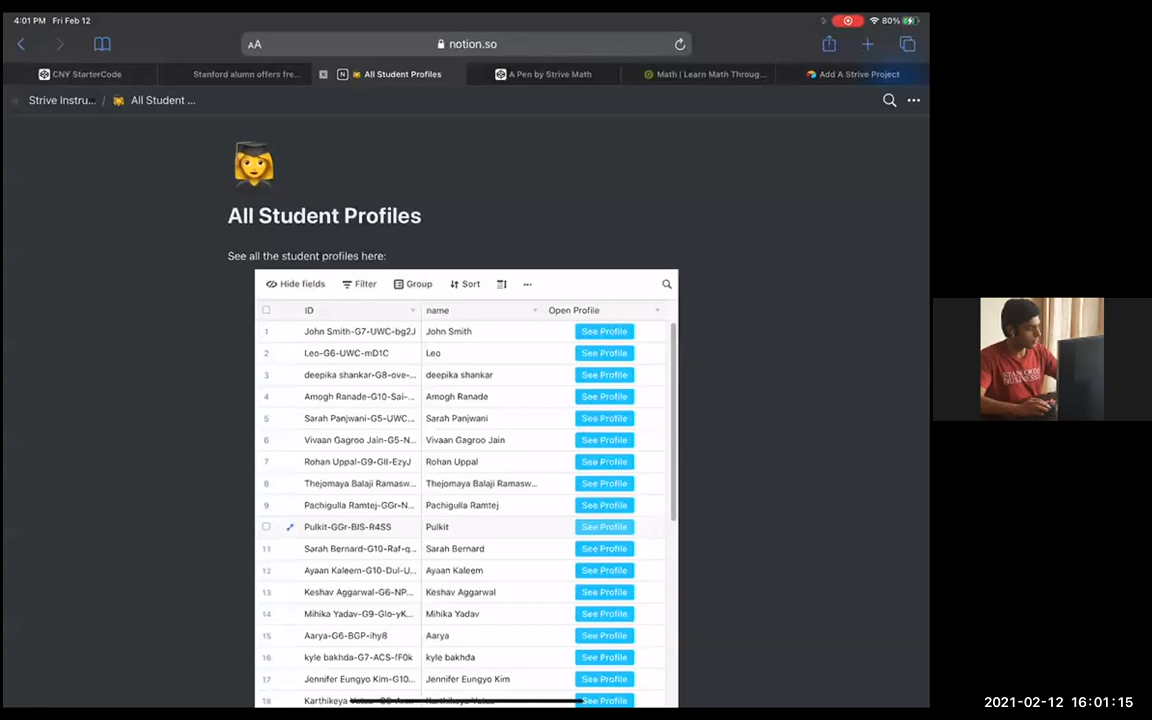 4:01 PM Fri Feb 12
80%
AA
notion.so
CNY StarterCode
Stanford alumn offers fre...
All Student Profiles
A Pen by Strive Math
Math | Learn Math Throug...
Add A Strive Project
Strive Instru... / All Student ...
All Student Profiles
See all the student profiles here:
Hide fields Filter Group Sort
ID name Open Profile
1 John Smith-G7-UWC-bg2J John Smith See Profile
2 Leo-G6-UWC-mD1C Leo See Profile
3 deepika shankar-G8-ove-... deepika shankar See Profile
4 Amogh Ranade-G10-Sai-... Amogh Ranade See Profile
5 Sarah Panjwani-G5-UWC... Sarah Panjwani See Profile
6 Vivaan Gagroo Jain-G5-N... Vivaan Gagroo Jain See Profile
7 Rohan Uppal-G9-GII-EzyJ Rohan Uppal See Profile
8 Thejomaya Balaji Ramasw... Thejomaya Balaji Ramasw... See Profile
9 Pachigulla Ramtej-GGr-N... Pachigulla Ramtej See Profile
Pulkit-GGr-BIS-R4SS Pulkit See Profile
11 Sarah Bernard-G10-Raf-q... Sarah Bernard See Profile
12 Ayaan Kaleem-G10-Dul-U... Ayaan Kaleem See Profile
13 Keshav Aggarwal-G6-NP... Keshav Aggarwal See Profile
14 Mihika Yadav-G9-Glo-yK... Mihika Yadav See Profile
15 Aarya-G6-BGP-ihy8 Aarya See Profile
16 kyle bakhda-G7-ACS-fF0k kyle bakhda See Profile
17 Jennifer Eungyo Kim-G10... Jennifer Eungyo Kim See Profile
18 Karthikeya Karthikeya See Profile
STANFORD
BUSINESS
2021-02-12 16:01:15